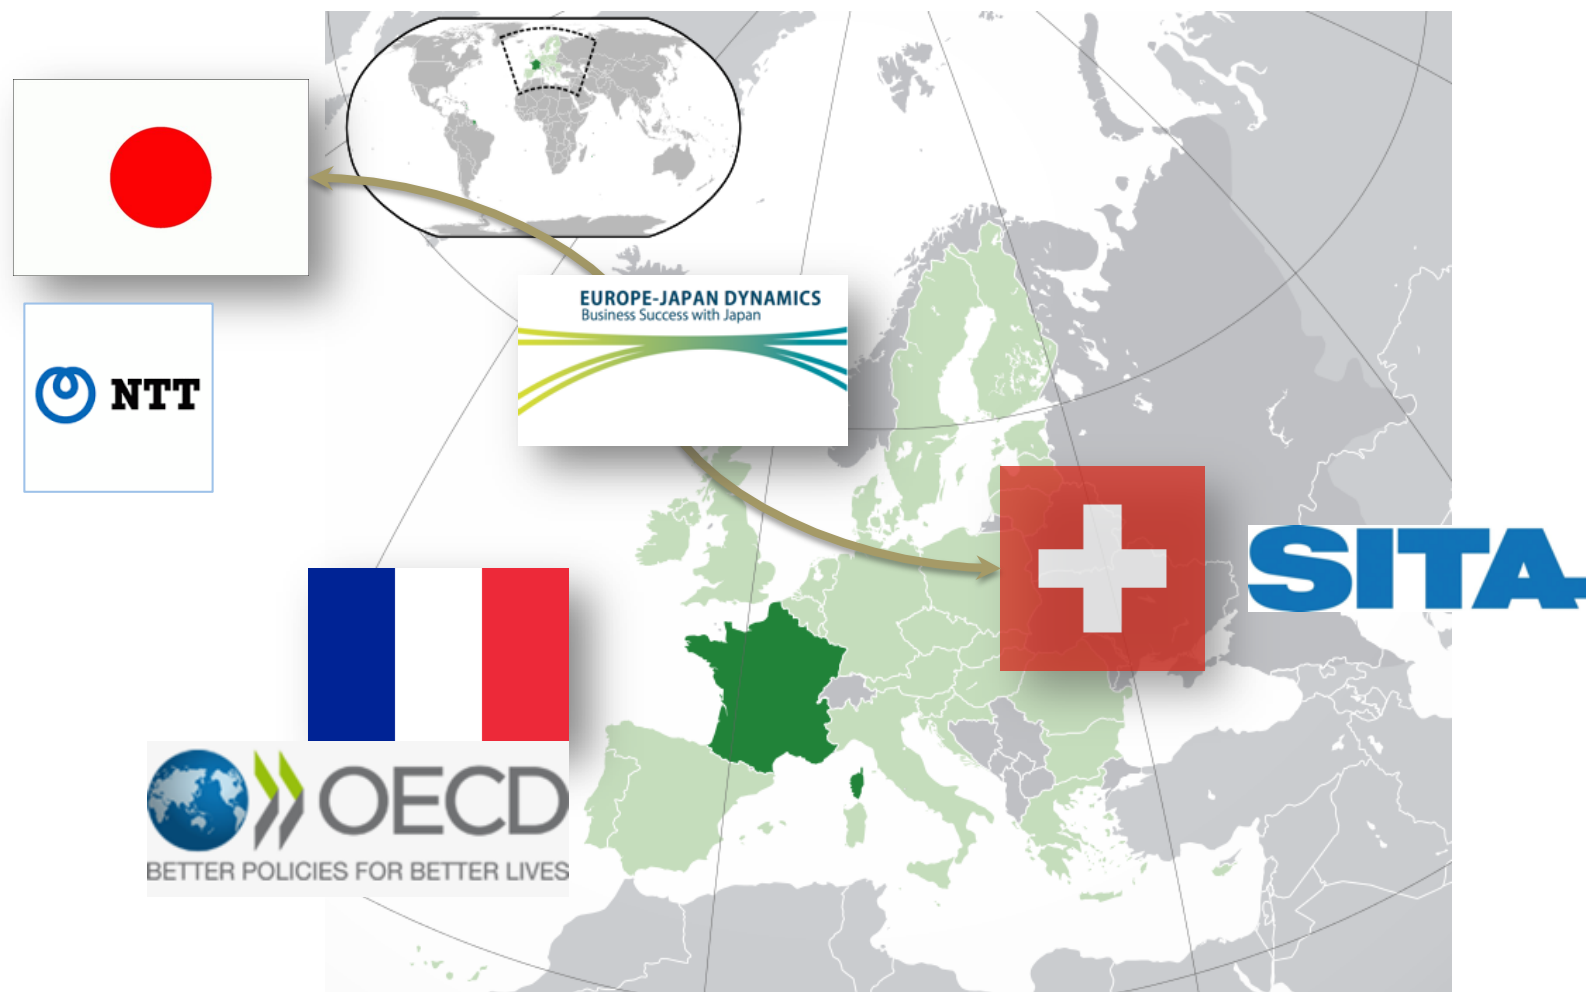 EUROPE-JAPAN DYNAMICS
Business Success with Japan
NTT
SITA
OECD
BETTER POLICIES FOR BETTER LIVES